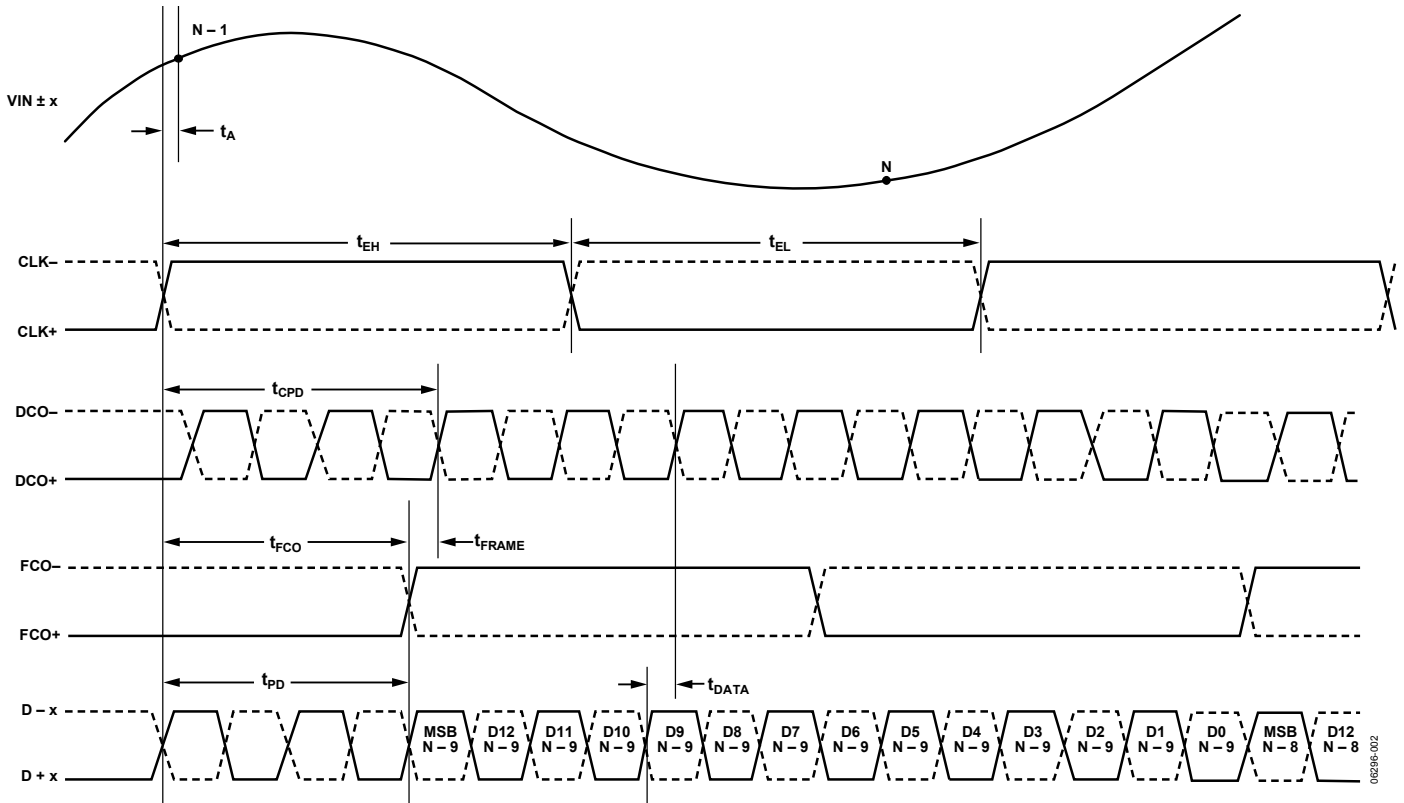 N – 1
VIN ± x
tA
N
tEH
tEL
CLK–
CLK+
tCPD
DCO–
DCO+
tFCO
tFRAME
FCO–
FCO+
tPD
tDATA
D – x
MSB D12 D11 D10 D9 D8 D7 D6 D5 D4 D3 D2 D1 D0 MSB D12
N – 9 N – 9 N – 9 N – 9 N – 9 N – 9 N – 9 N – 9 N – 9 N – 9 N – 9 N – 9 N – 9 N – 9 N – 8 N – 8
D + x
06296-002